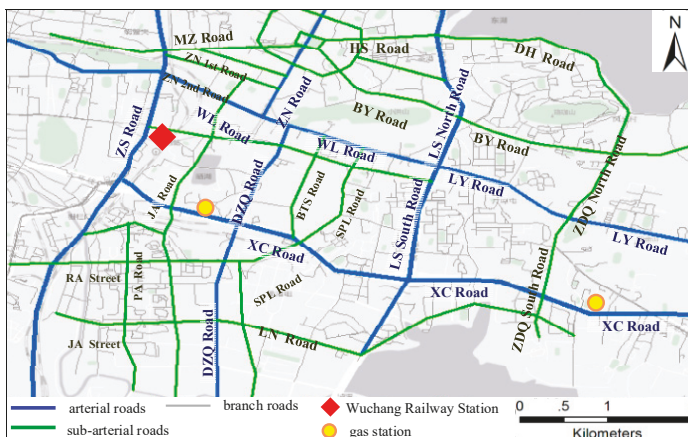 MZ Road
HS Road
DH Road
N
ZN 1st Road
ZN 2nd Road
ZN Road
BY Road
LS North Road
BY Road
ZS Road
WL Road
WL Road
LY Road
ZDQ North Road
JA Road
DZQ Road
BTS Road
SPL Road
LS South Road
LY Road
XC Road
RA Street
PA Road
SPL Road
XC Road
ZDQ South Road
XC Road
DZQ Road
LN Road
JA Street
arterial roads
branch roads
Wuchang Railway Station
0 .5 1
sub-arterial roads
gas station
Kilometers